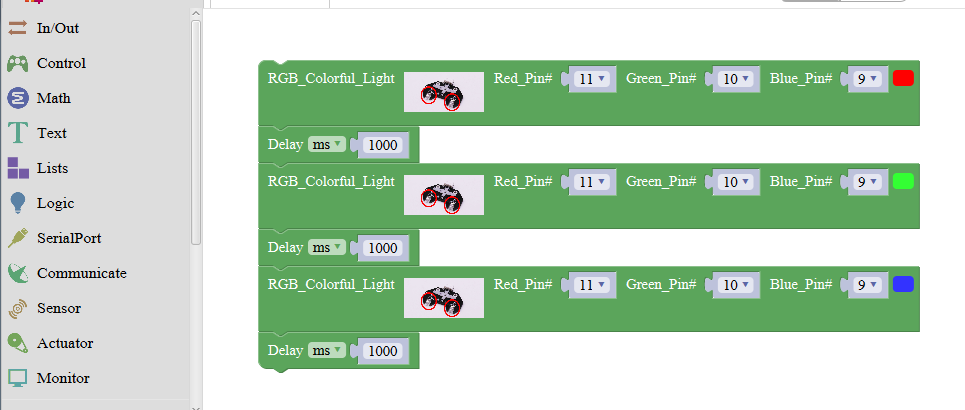 In/Out
Control
Math
Text
Lists
Logic
SerialPort
Communicate
Sensor
Actuator
Monitor
RGB_Colorful_Light Red_Pin# 11 Green_Pin# 10 Blue_Pin# 9
Delay ms 1000
RGB_Colorful_Light Red_Pin# 11 Green_Pin# 10 Blue_Pin# 9
Delay ms 1000
RGB_Colorful_Light Red_Pin# 11 Green_Pin# 10 Blue_Pin# 9
Delay ms 1000